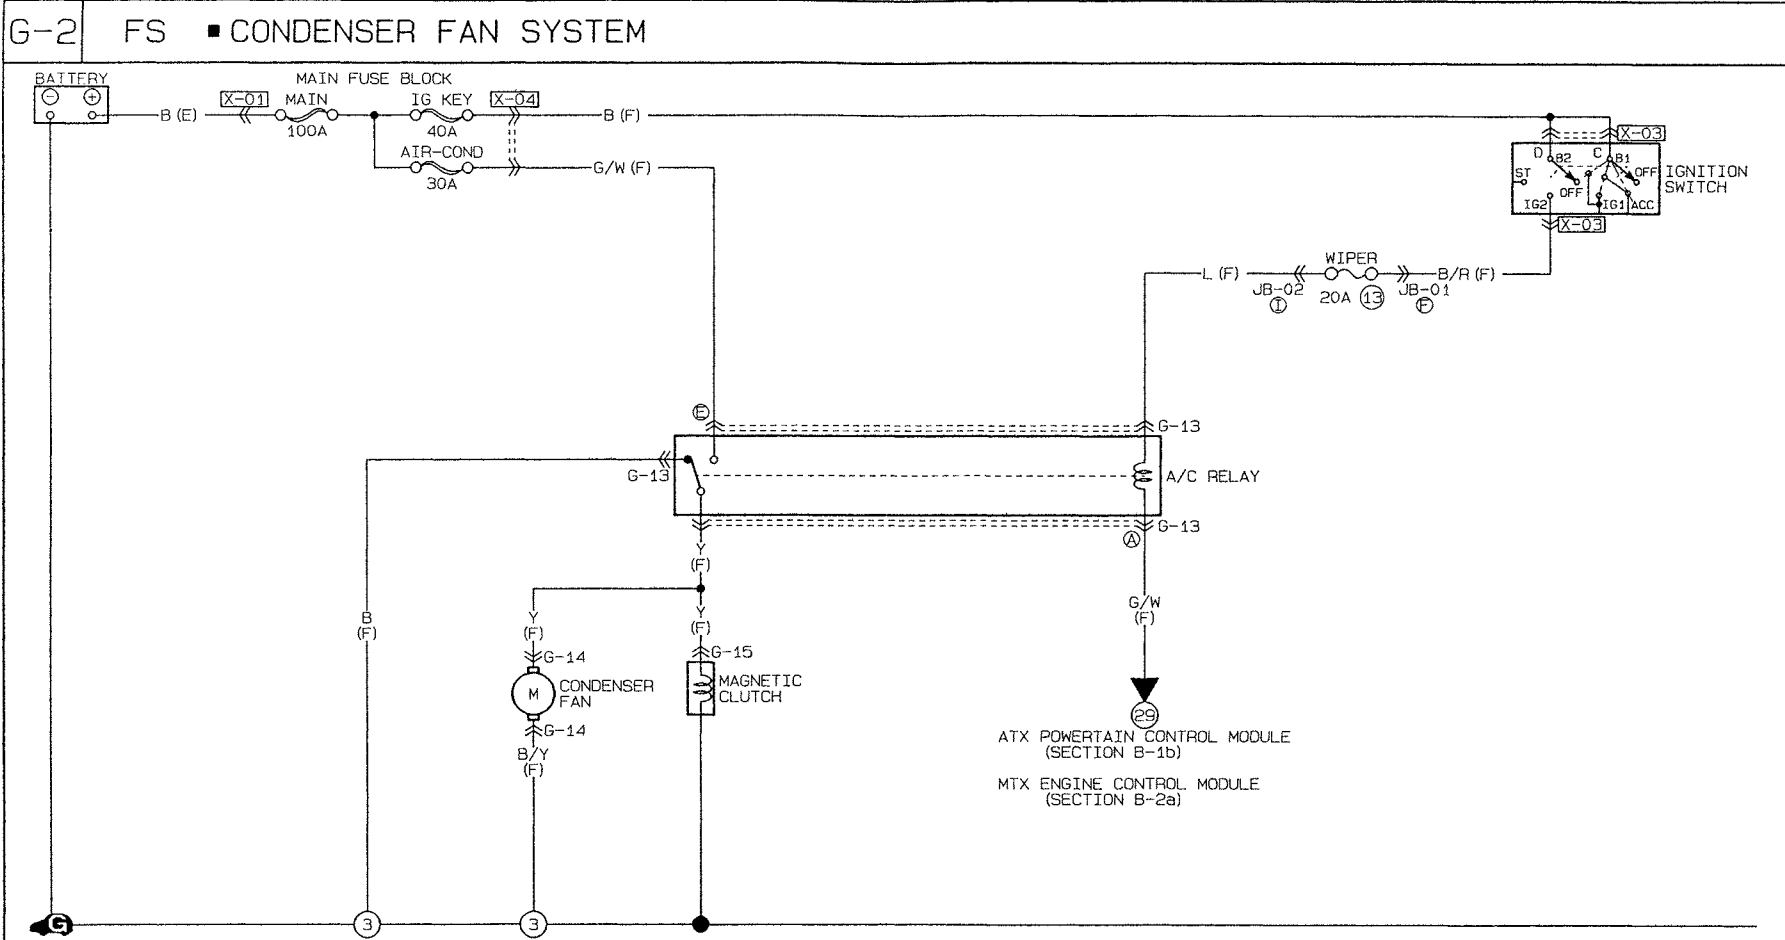 G-2 FS ■ CONDENSER FAN SYSTEM
BATTERY
MAIN FUSE BLOCK
X-01 MAIN IG KEY X-04
B (E)
B (F)
100A 40A
AIR-COND
G/W (F)
30A
X-03
D B2 C B1
ST OFF OFF
IG2 IG1 ACC
IGNITION
SWITCH
X-03
WIPER
L (F) B/R (F)
JB-02 20A 13 JB-01
I F
E
G-13
G-13
A/C RELAY
G-13
A
Y
(F)
B
(F)
Y
(F)
Y
(F)
G/W
(F)
G-14
G-15
M
CONDENSER
FAN
MAGNETIC
CLUTCH
G-14
B/Y
(F)
29
ATX POWERTAIN CONTROL MODULE
(SECTION B-1b)
MTX ENGINE CONTROL MODULE
(SECTION B-2a)
G 3 3